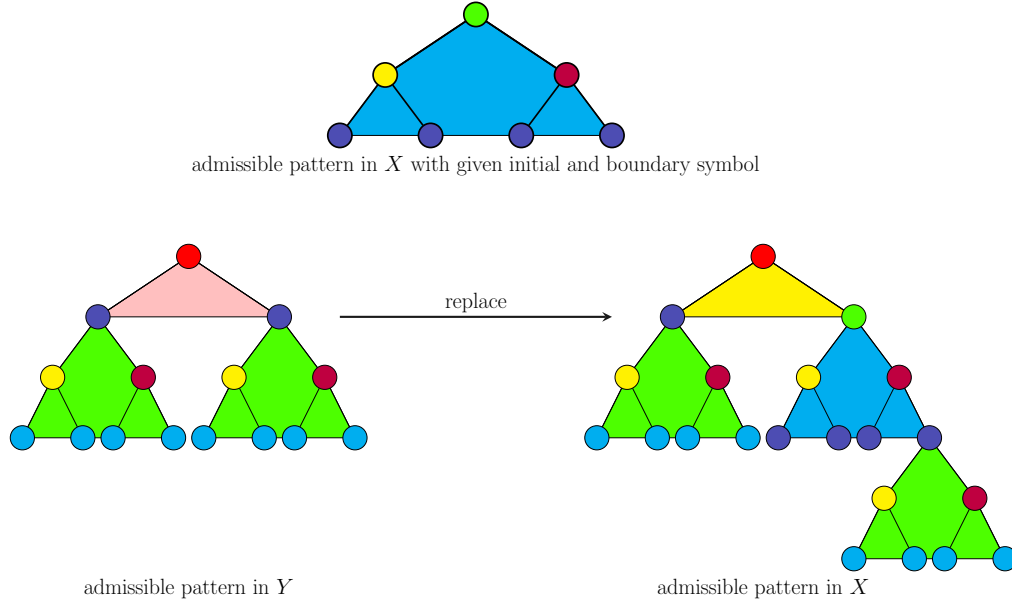 admissible pattern in X with given initial and boundary symbol
replace
admissible pattern in Y
admissible pattern in X